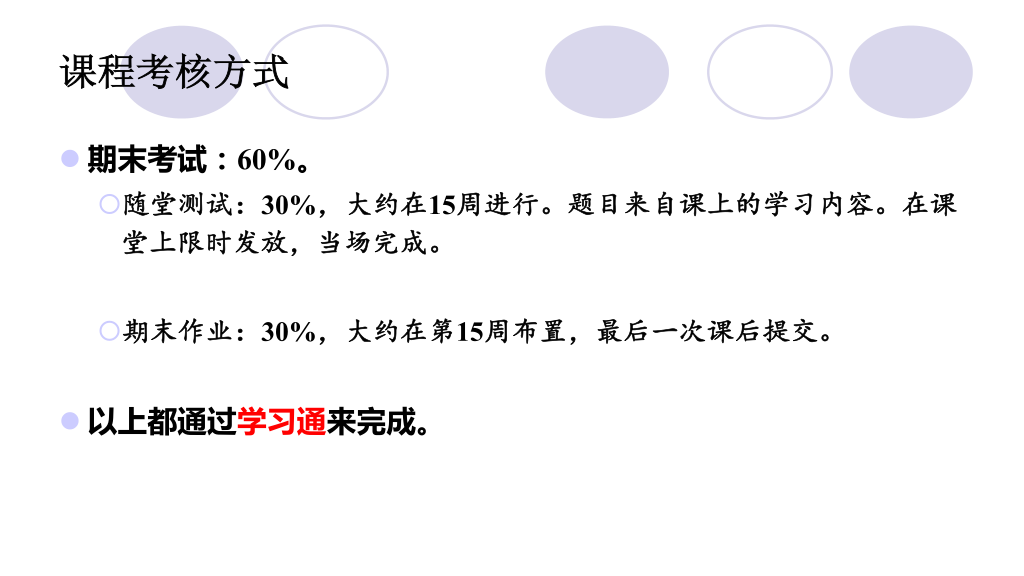 课程考核方式
期末考试：60%。
随堂测试：30%，大约在15周进行。题目来自课上的学习内容。在课
堂上限时发放，当场完成。
期末作业：30%，大约在第15周布置，最后一次课后提交。
以上都通过学习通来完成。